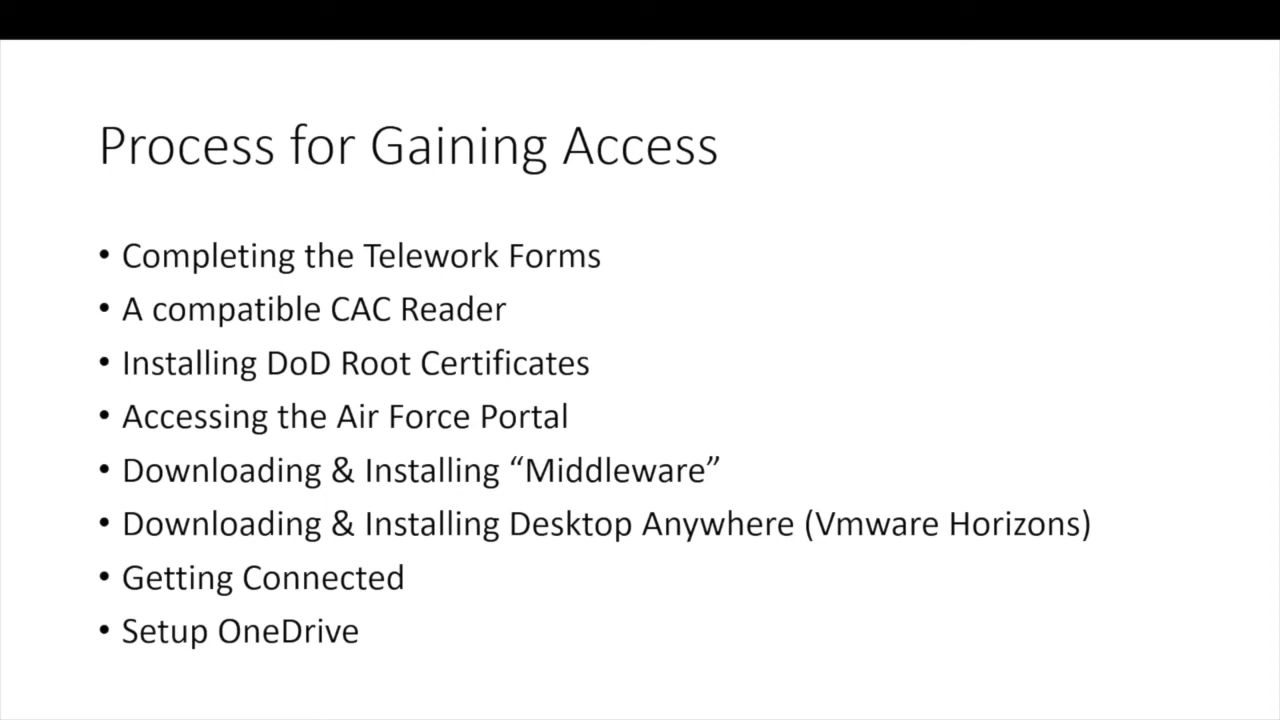 Process for Gaining Access
• Completing the Telework Forms
• A compatible CAC Reader
• Installing DoD Root Certificates
• Accessing the Air Force Portal
• Downloading & Installing “Middleware”
• Downloading & Installing Desktop Anywhere (Vmware Horizons)
• Getting Connected
• Setup OneDrive